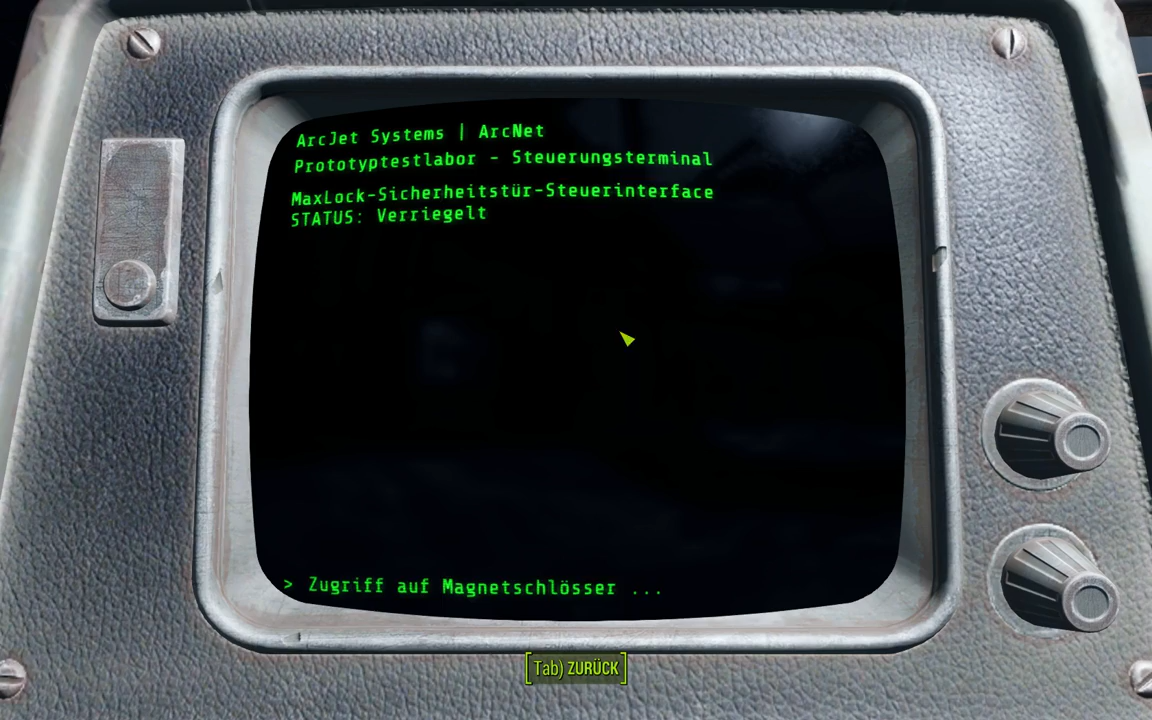 ArcJet Systems | ArcNet
Prototyptestlabor - Steuerungsterminal
MaxLock-Sicherheitstür-Steuerinterface
STATUS: Verriegelt
> Zugriff auf Magnetschlösser ...
[Tab) ZURÜCK]